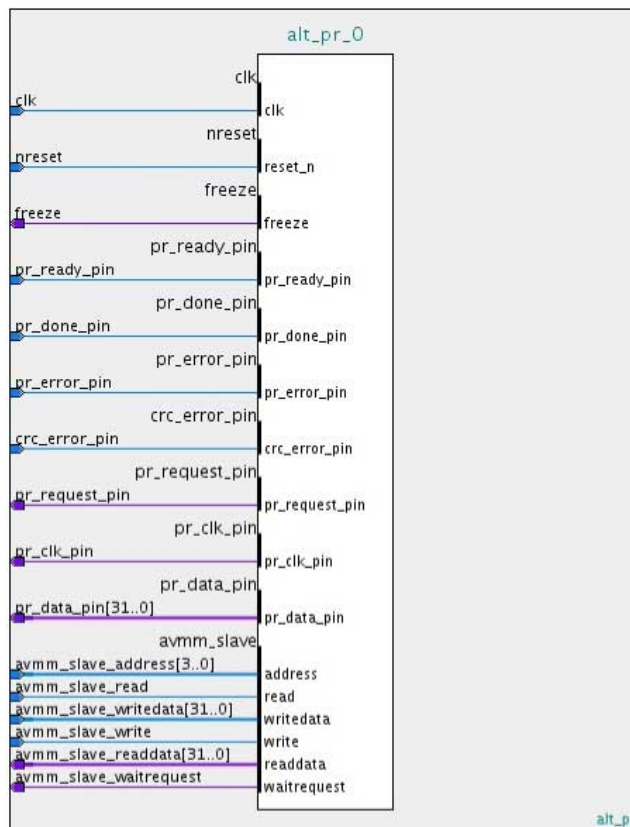 alt_pr_0
clk
clk
clk
nreset
nreset
reset_n
freeze
freeze
freeze
pr_ready_pin
pr_ready_pin
pr_ready_pin
pr_done_pin
pr_done_pin
pr_done_pin
pr_error_pin
pr_error_pin
pr_error_pin
crc_error_pin
crc_error_pin
crc_error_pin
pr_request_pin
pr_request_pin
pr_request_pin
pr_clk_pin
pr_clk_pin
pr_clk_pin
pr_data_pin
pr_data_pin[31..0]
pr_data_pin
avmm_slave
avmm_slave_address[3..0]
address
avmm_slave_read
read
avmm_slave_writedata[31..0]
writedata
avmm_slave_write
write
avmm_slave_readdata[31..0]
readdata
avmm_slave_waitrequest
waitrequest
alt_p